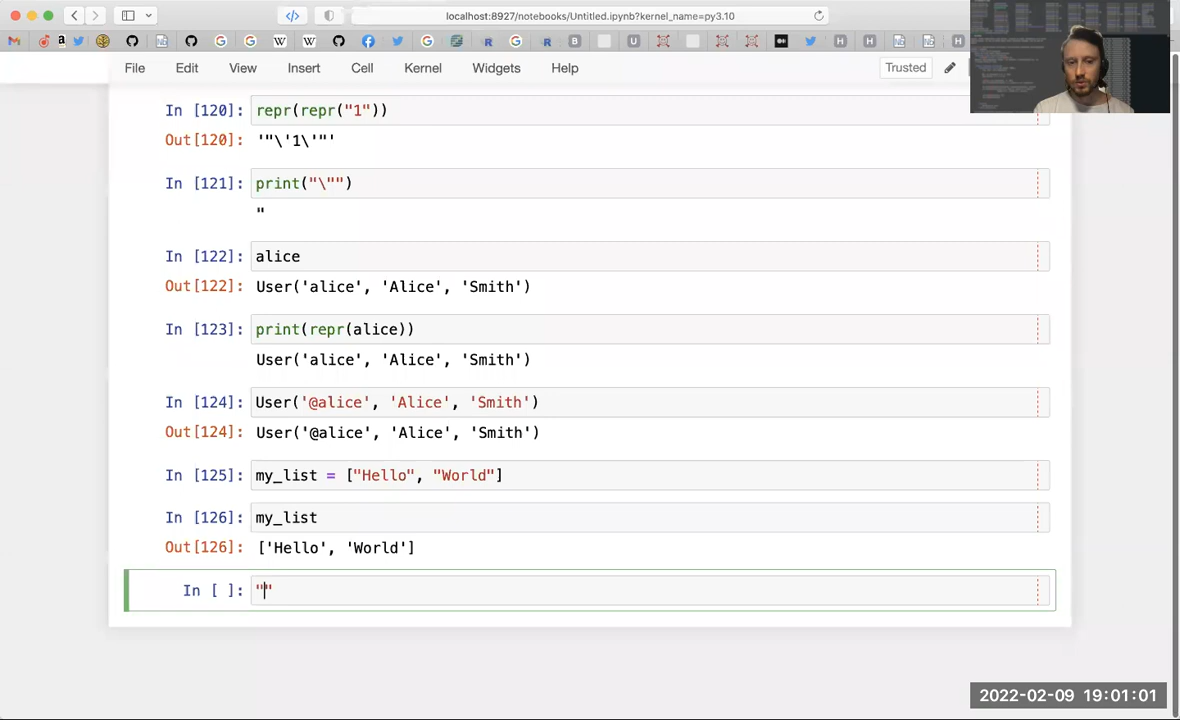 localhost:8927/notebooks/Untitled.ipynb?kernel_name=py3.10
File Edit View Insert Cell Kernel Widgets Help Trusted
In [120]: repr(repr("1"))
Out[120]: '"\'1\'"'
In [121]: print("\"")
"
In [122]: alice
Out[122]: User('alice', 'Alice', 'Smith')
In [123]: print(repr(alice))
User('alice', 'Alice', 'Smith')
In [124]: User('@alice', 'Alice', 'Smith')
Out[124]: User('@alice', 'Alice', 'Smith')
In [125]: my_list = ["Hello", "World"]
In [126]: my_list
Out[126]: ['Hello', 'World']
In [ ]: ""
2022-02-09 19:01:01